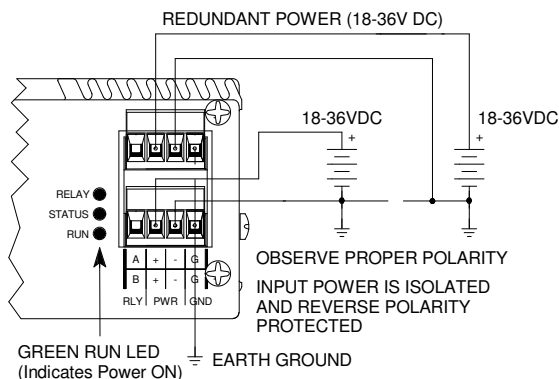 REDUNDANT POWER (18-36V DC)
18-36VDC
18-36VDC
+
+
RELAY
STATUS
RUN
A + - G
B + - G
RLY PWR GND
OBSERVE PROPER POLARITY
INPUT POWER IS ISOLATED
AND REVERSE POLARITY
PROTECTED
GREEN RUN LED
(Indicates Power ON)
EARTH GROUND